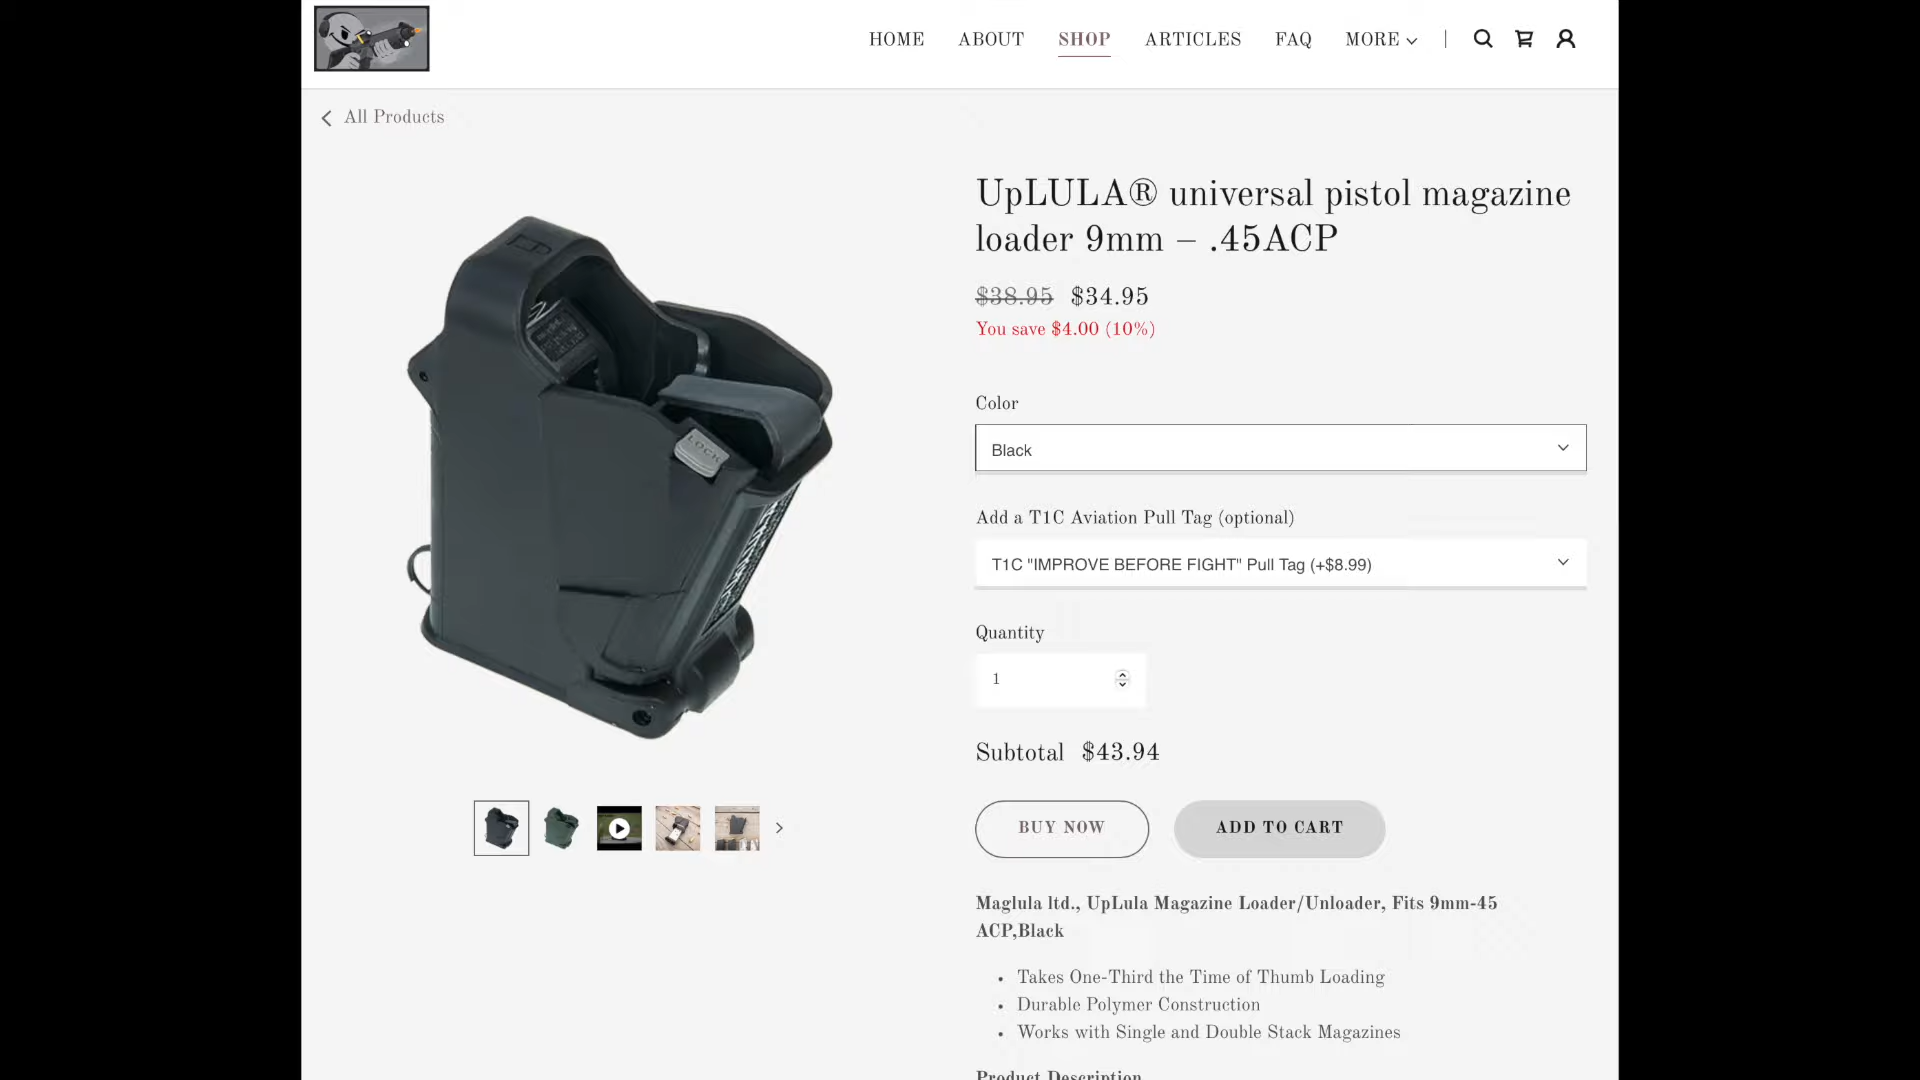 HOME
ABOUT
SHOP
ARTICLES
FAQ
MORE
All Products
UpLULA® universal pistol magazine
loader 9mm – .45ACP
$38.95 $34.95
You save $4.00 (10%)
Color
Black
Add a T1C Aviation Pull Tag (optional)
T1C "IMPROVE BEFORE FIGHT" Pull Tag (+$8.99)
Quantity
1
Subtotal $43.94
BUY NOW
ADD TO CART
Maglula ltd., UpLula Magazine Loader/Unloader, Fits 9mm-45
ACP,Black
• Takes One-Third the Time of Thumb Loading
• Durable Polymer Construction
• Works with Single and Double Stack Magazines
Product Description
LOCK